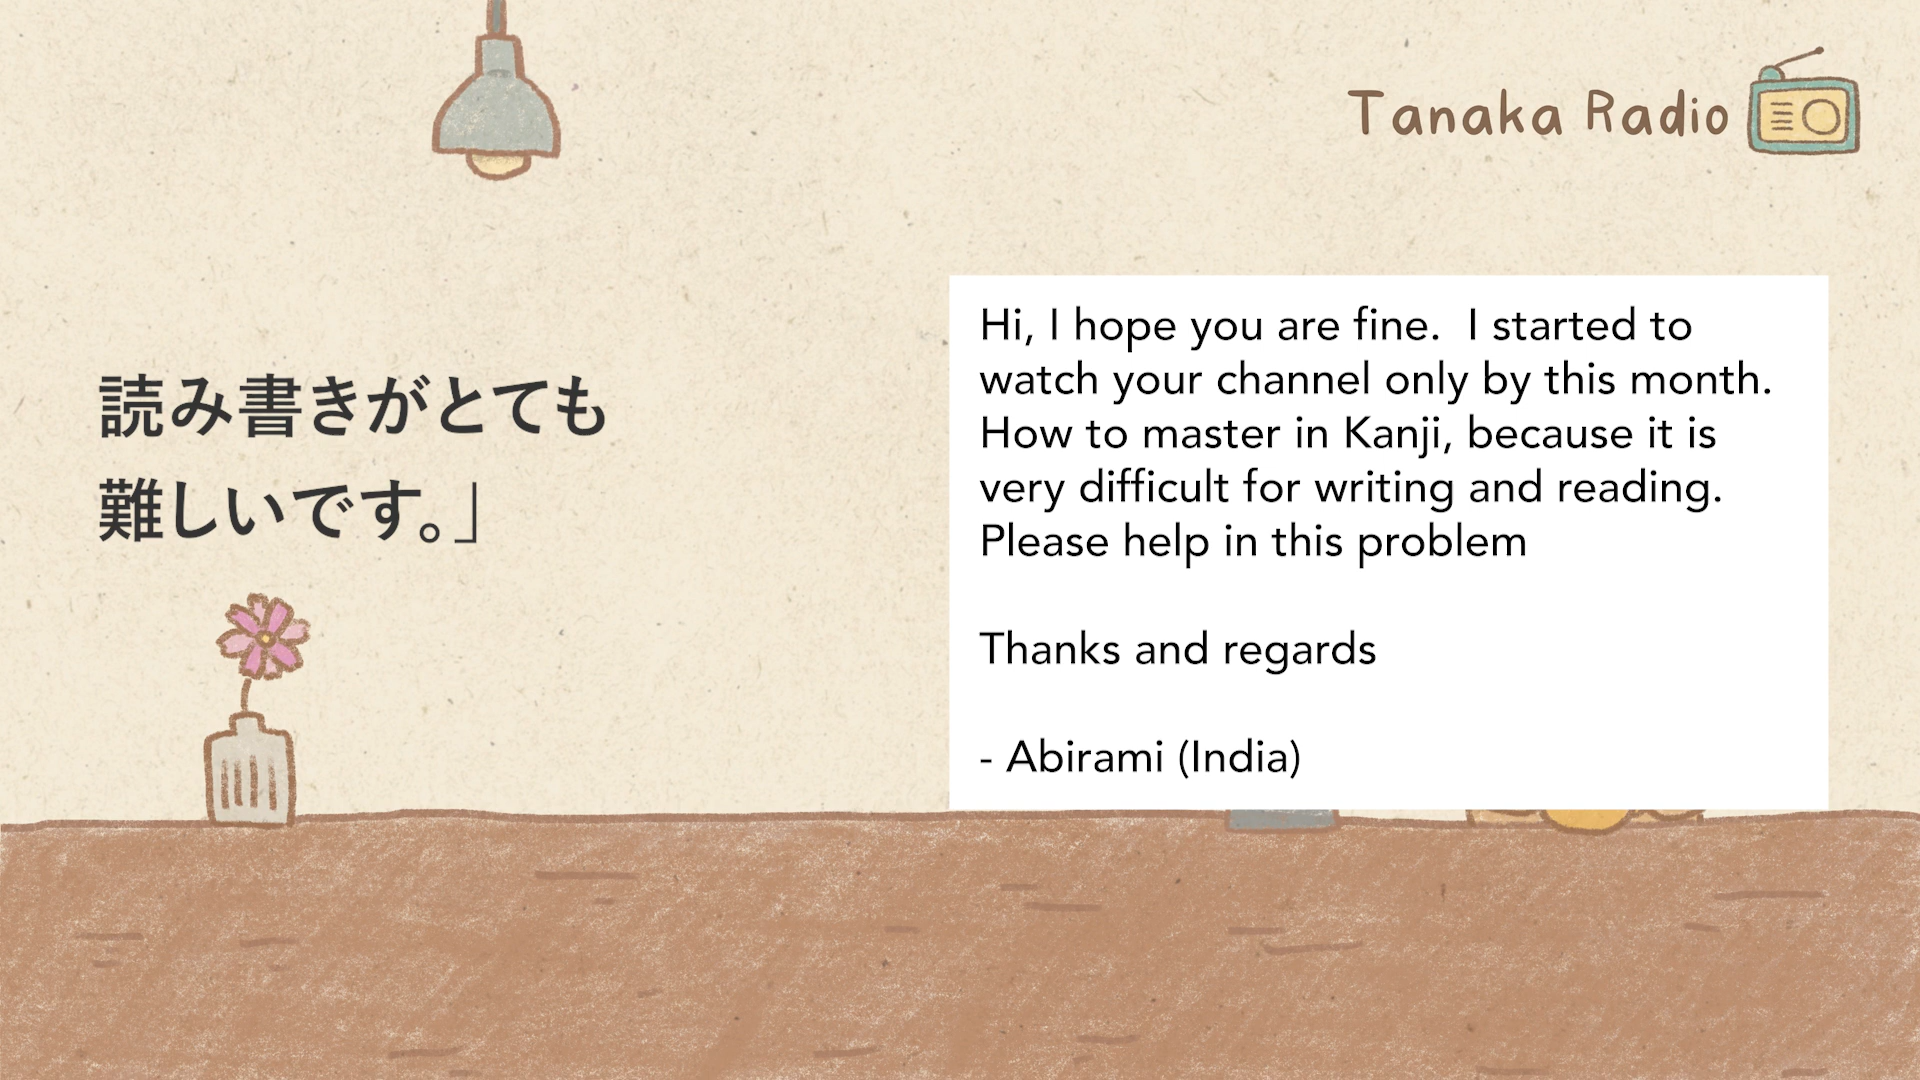 Tanaka Radio
読み書きがとても
難しいです。」
Hi, I hope you are fine.  I started to
watch your channel only by this month.
How to master in Kanji, because it is
very difficult for writing and reading.
Please help in this problem
Thanks and regards
- Abirami (India)